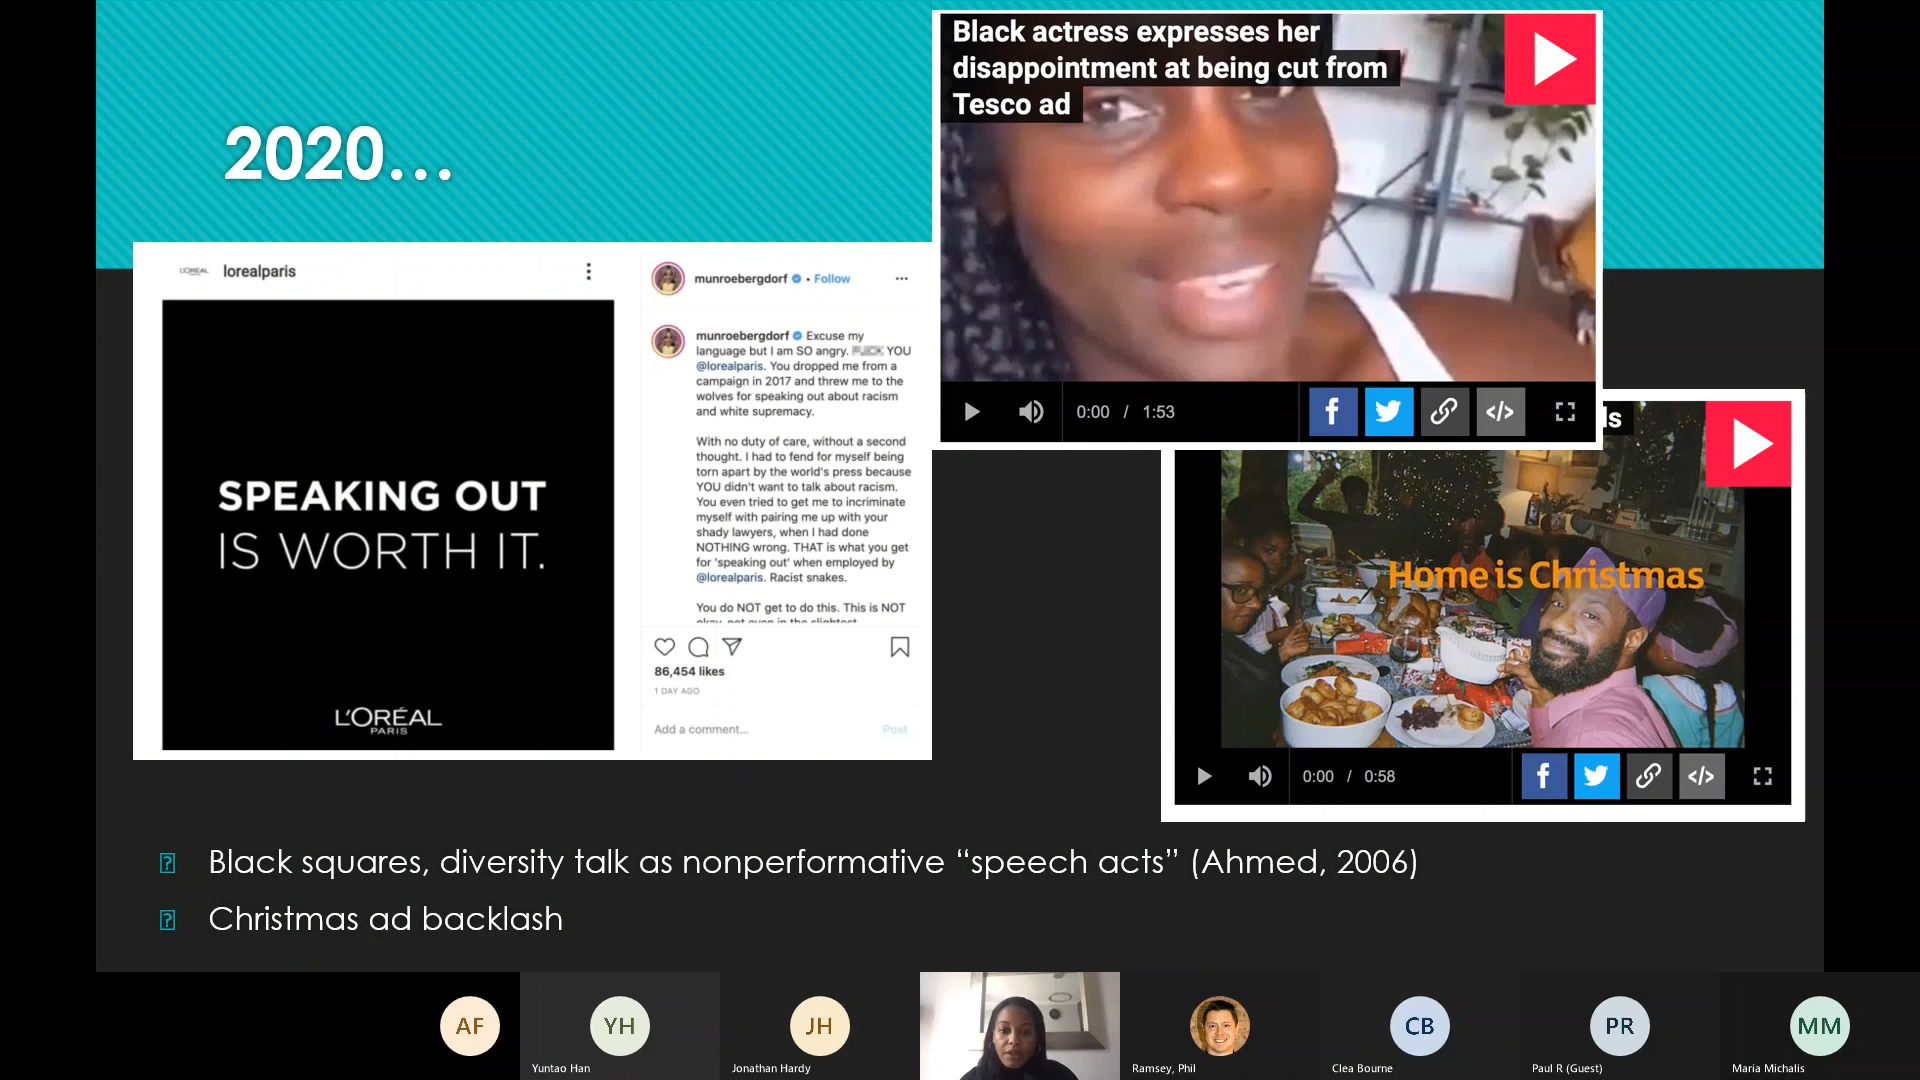 2020...
L'ORÉAL
lorealparis
SPEAKING OUT
IS WORTH IT.
L'ORÉAL
PARIS
munroebergdorf • Follow
munroebergdorf Excuse my
language but I am SO angry. YOU
@lorealparis. You dropped me from a
campaign in 2017 and threw me to the
wolves for speaking out about racism
and white supremacy.
With no duty of care, without a second
thought. I had to fend for myself being
torn apart by the world's press because
YOU didn't want to talk about racism.
You even tried to get me to incriminate
myself with pairing me up with your
shady lawyers, when I had done
NOTHING wrong. THAT is what you get
for 'speaking out' when employed by
@lorealparis. Racist snakes.
You do NOT get to do this. This is NOT
okay, not even in the slightest
86,454 likes
1 DAY AGO
Add a comment...
Post
Black actress expresses her
disappointment at being cut from
Tesco ad
0:00 / 1:53
ls
Home is Christmas
0:00 / 0:58
Black squares, diversity talk as nonperformative “speech acts” (Ahmed, 2006)
Christmas ad backlash
AF
YH
JH
CB
PR
MM
Yuntao Han
Jonathan Hardy
Ramsey, Phil
Clea Bourne
Paul R (Guest)
Maria Michalis